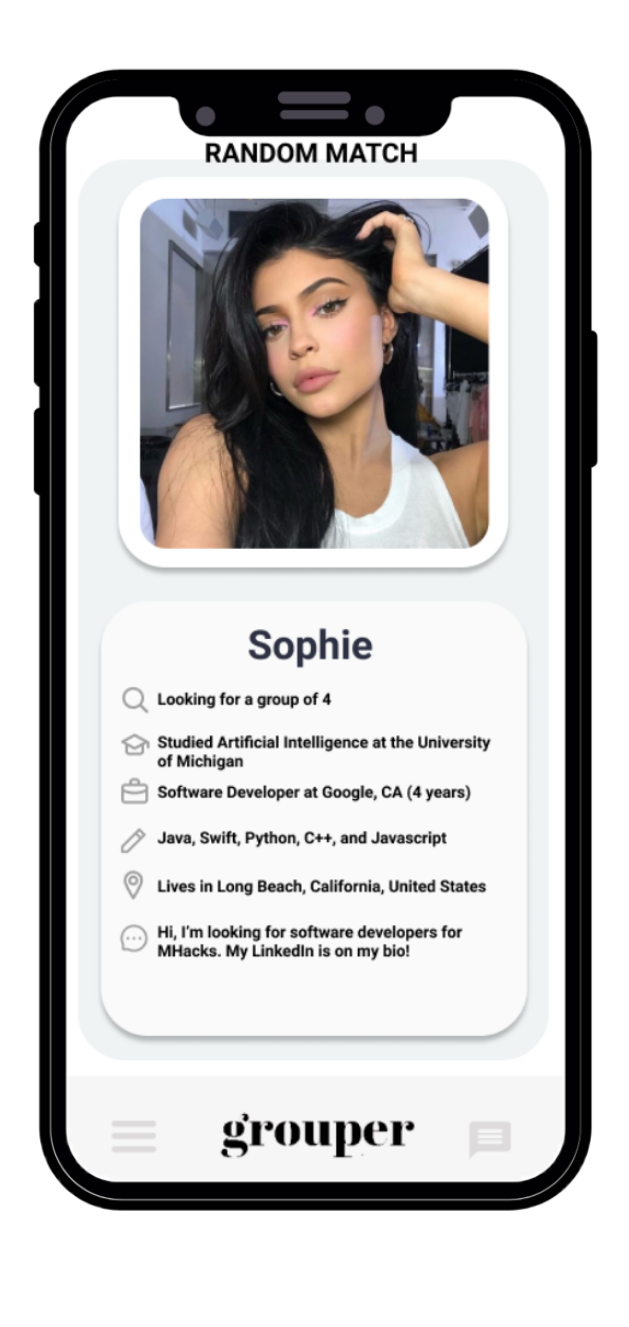 RANDOM MATCH
Sophie
Looking for a group of 4
Studied Artificial Intelligence at the University
of Michigan
Software Developer at Google, CA (4 years)
Java, Swift, Python, C++, and Javascript
Lives in Long Beach, California, United States
Hi, I'm looking for software developers for
MHacks. My LinkedIn is on my bio!
grouper